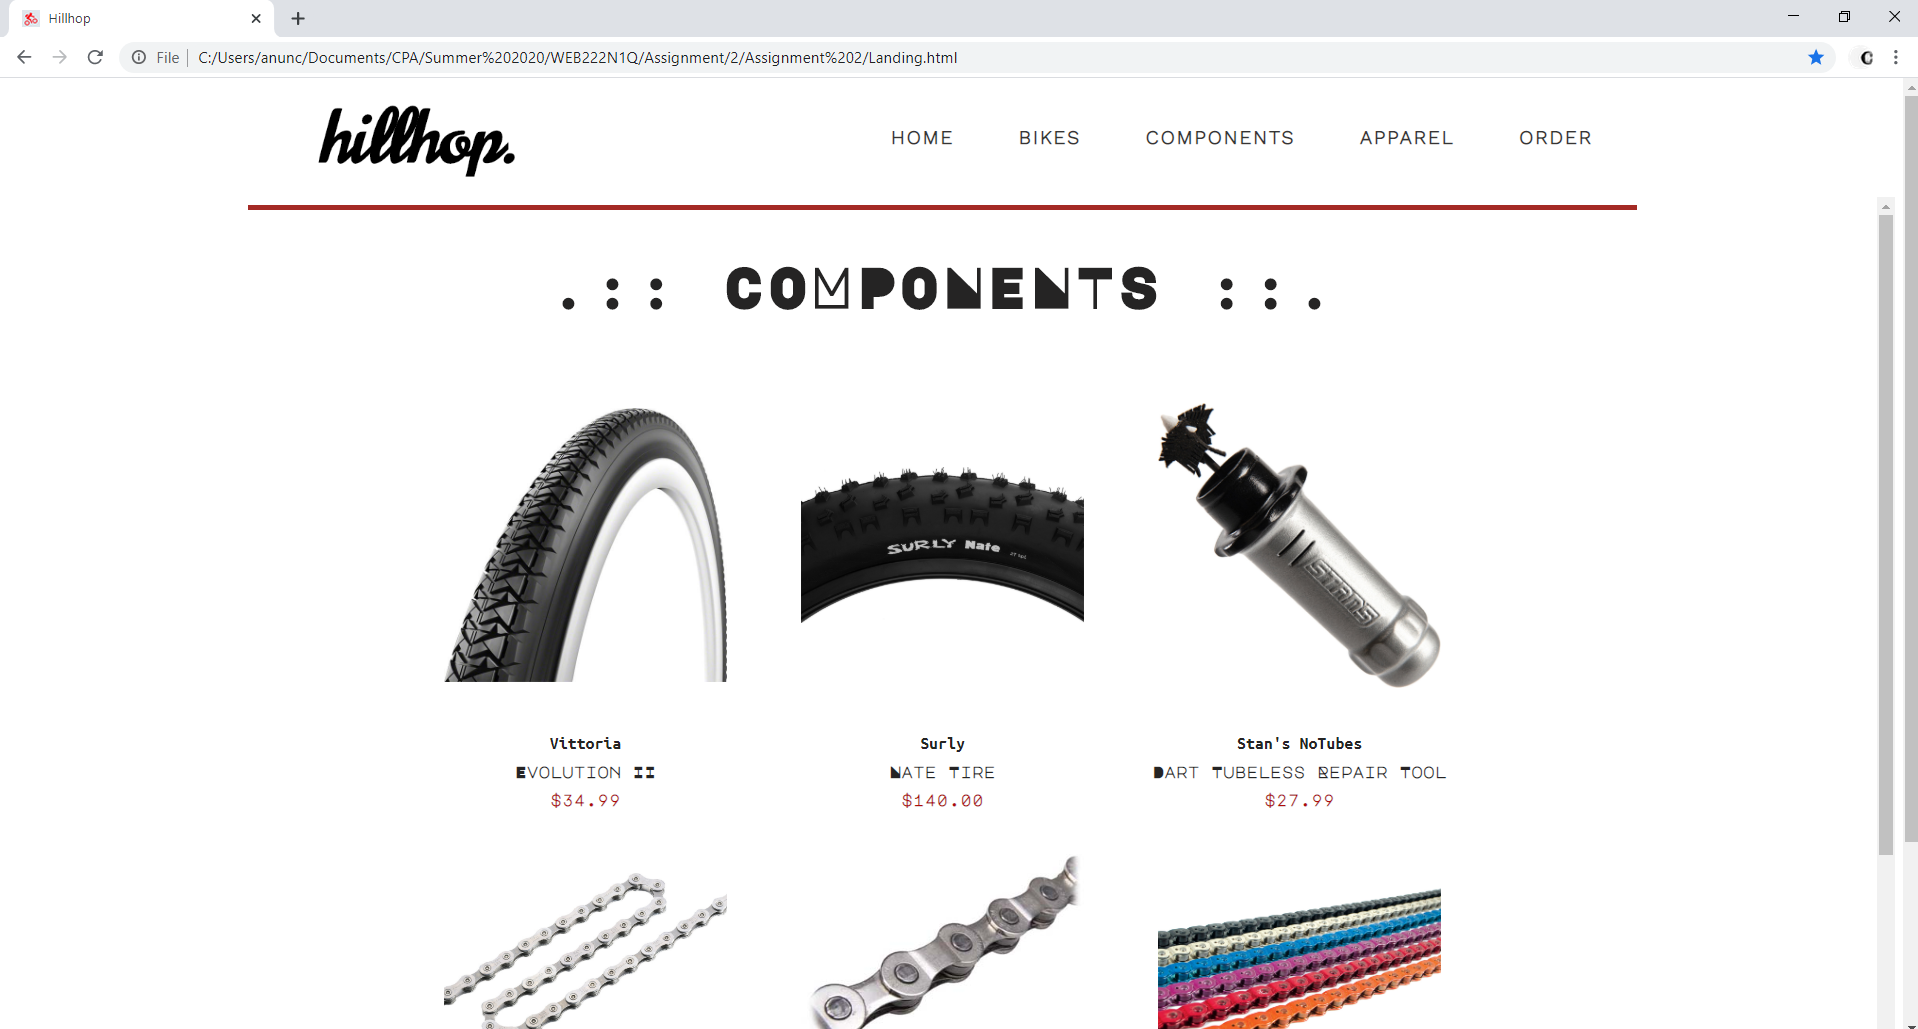 Hillhop
File C:/Users/anunc/Documents/CPA/Summer%202020/WEB222N1Q/Assignment/2/Assignment%202/Landing.html
hillhop.
HOME BIKES COMPONENTS APPAREL ORDER
.:: COMPONENTS ::.
SURLY Nate
STANS
Vittoria
Evolution II
$34.99
Surly
Nate Tire
$140.00
Stan's NoTubes
Dart Tubeless Repair Tool
$27.99